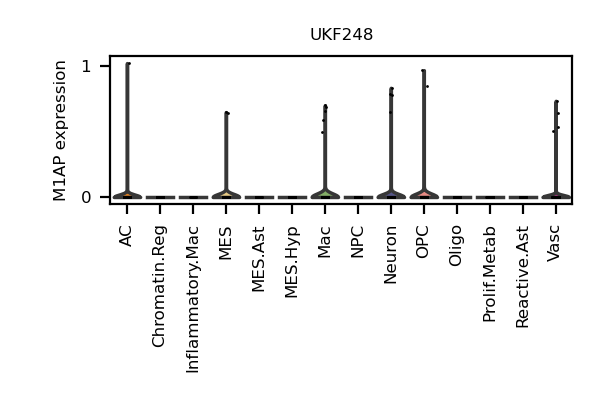 UKF248
M1AP expression
1
0
AC
Chromatin.Reg
Inflammatory.Mac
MES
MES.Ast
MES.Hyp
Mac
NPC
Neuron
OPC
Oligo
Prolif.Metab
Reactive.Ast
Vasc